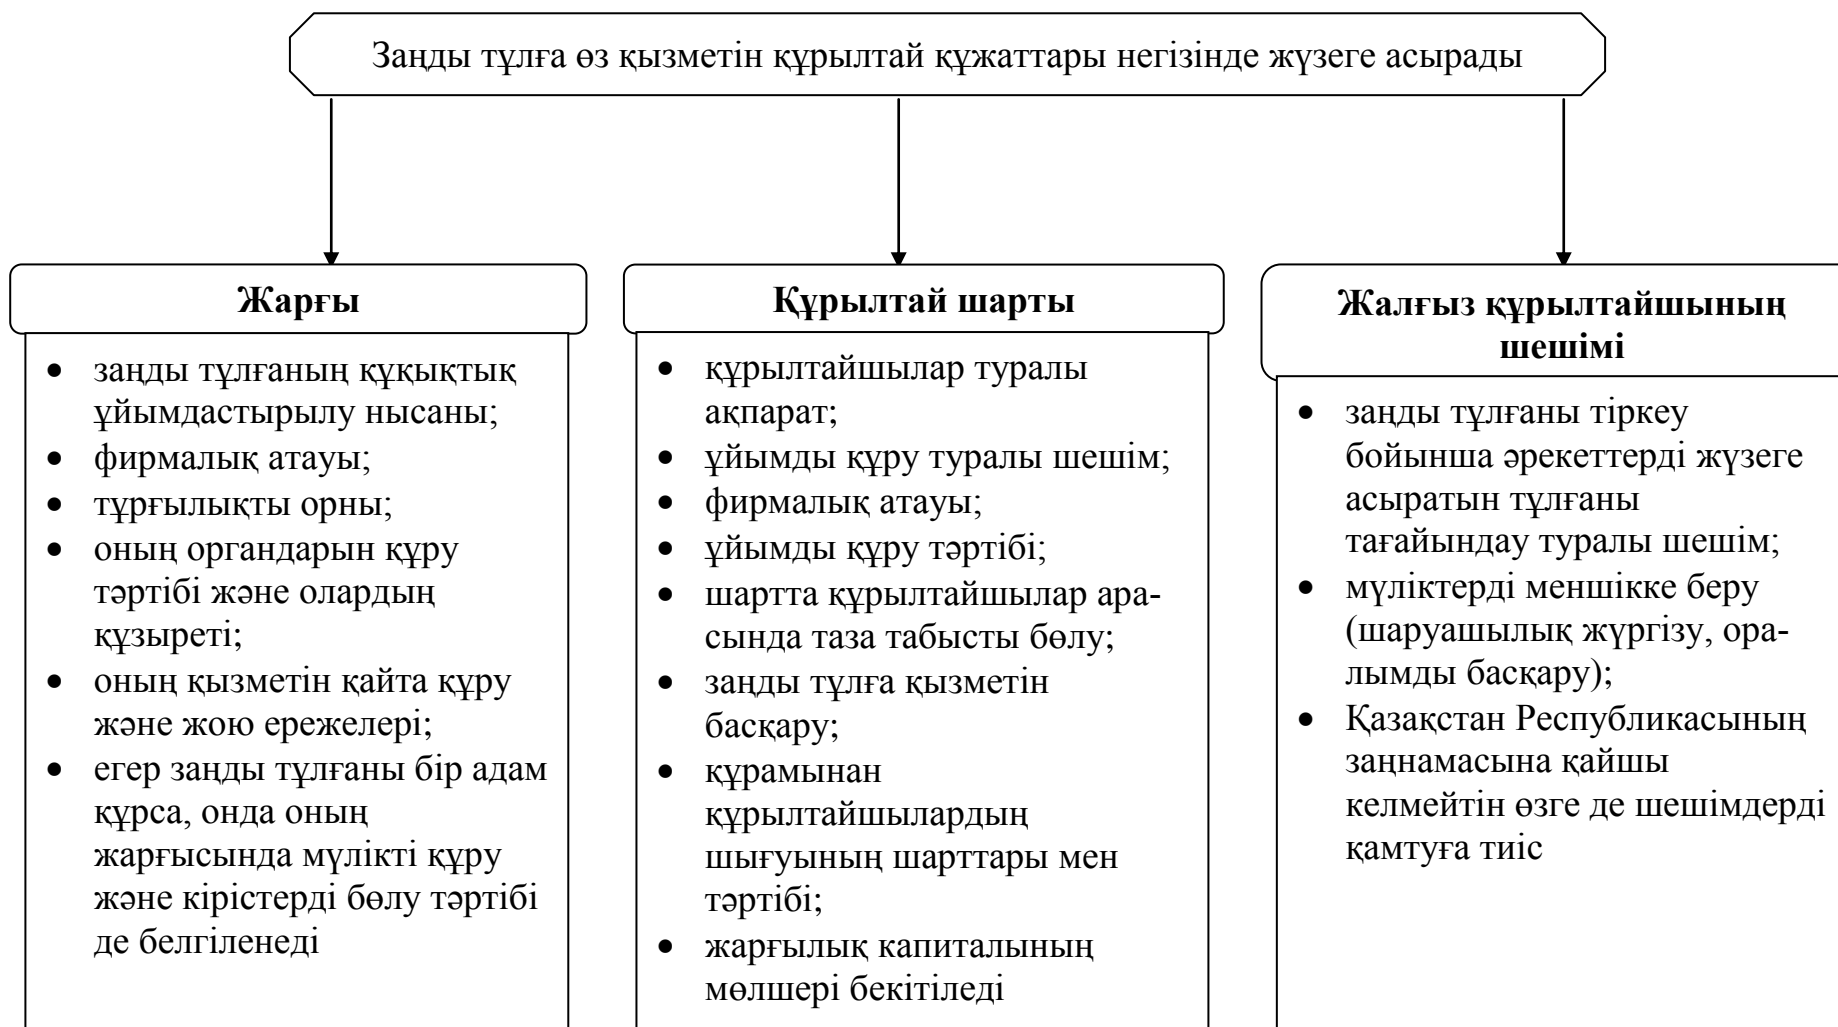 Заңды тұлға өз қызметін құрылтай құжаттары негізінде жүзеге асырады
Жарғы
• заңды тұлғаның құқықтық
ұйымдастырылу нысаны;
• фирмалық атауы;
• тұрғылықты орны;
• оның органдарын құру
тәртібі және олардың
құзыреті;
• оның қызметін қайта құру
және жою ережелері;
• егер заңды тұлғаны бір адам
құрса, онда оның
жарғысында мүлікті құру
және кірістерді бөлу тәртібі
де белгіленеді
Құрылтай шарты
• құрылтайшылар туралы
ақпарат;
• ұйымды құру туралы шешім;
• фирмалық атауы;
• ұйымды құру тәртібі;
• шартта құрылтайшылар ара-
сында таза табысты бөлу;
• заңды тұлға қызметін
басқару;
• құрамынан
құрылтайшылардың
шығуының шарттары мен
тәртібі;
• жарғылық капиталының
мөлшері бекітіледі
Жалғыз құрылтайшының
шешімі
• заңды тұлғаны тіркеу
бойынша әрекеттерді жүзеге
асыратын тұлғаны
тағайындау туралы шешім;
• мүліктерді меншікке беру
(шаруашылық жүргізу, ора-
лымды басқару);
• Қазақстан Республикасының
заңнамасына қайшы
келмейтін өзге де шешімдерді
қамтуға тиіс